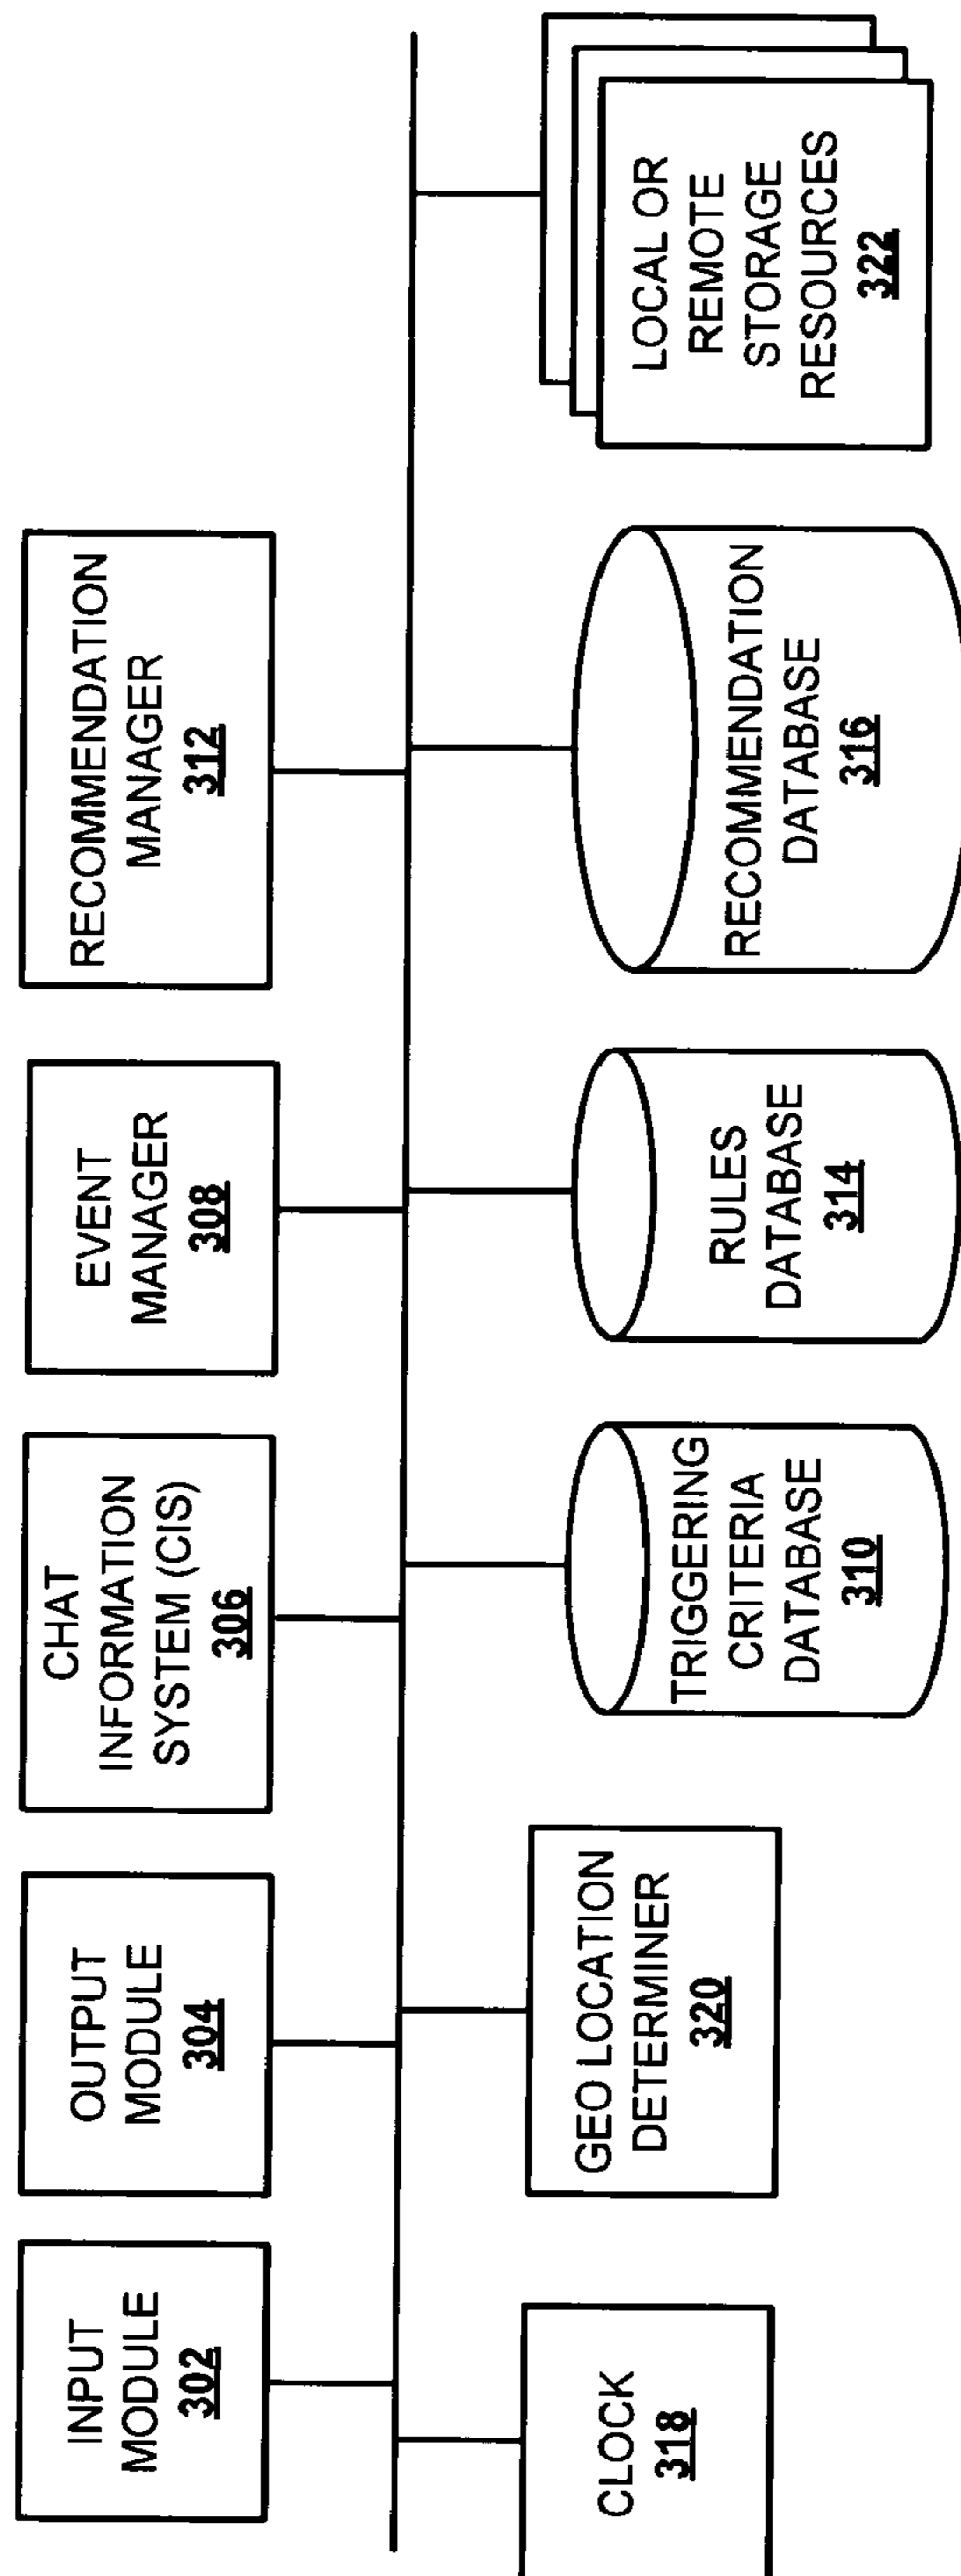 INPUT
MODULE
302
OUTPUT
MODULE
304
CHAT
INFORMATION
SYSTEM (CIS)
306
EVENT
MANAGER
308
RECOMMENDATION
MANAGER
312
CLOCK
318
GEO LOCATION
DETERMINER
320
TRIGGERING
CRITERIA
DATABASE
310
RULES
DATABASE
314
RECOMMENDATION
DATABASE
316
LOCAL OR
REMOTE
STORAGE
RESOURCES
322